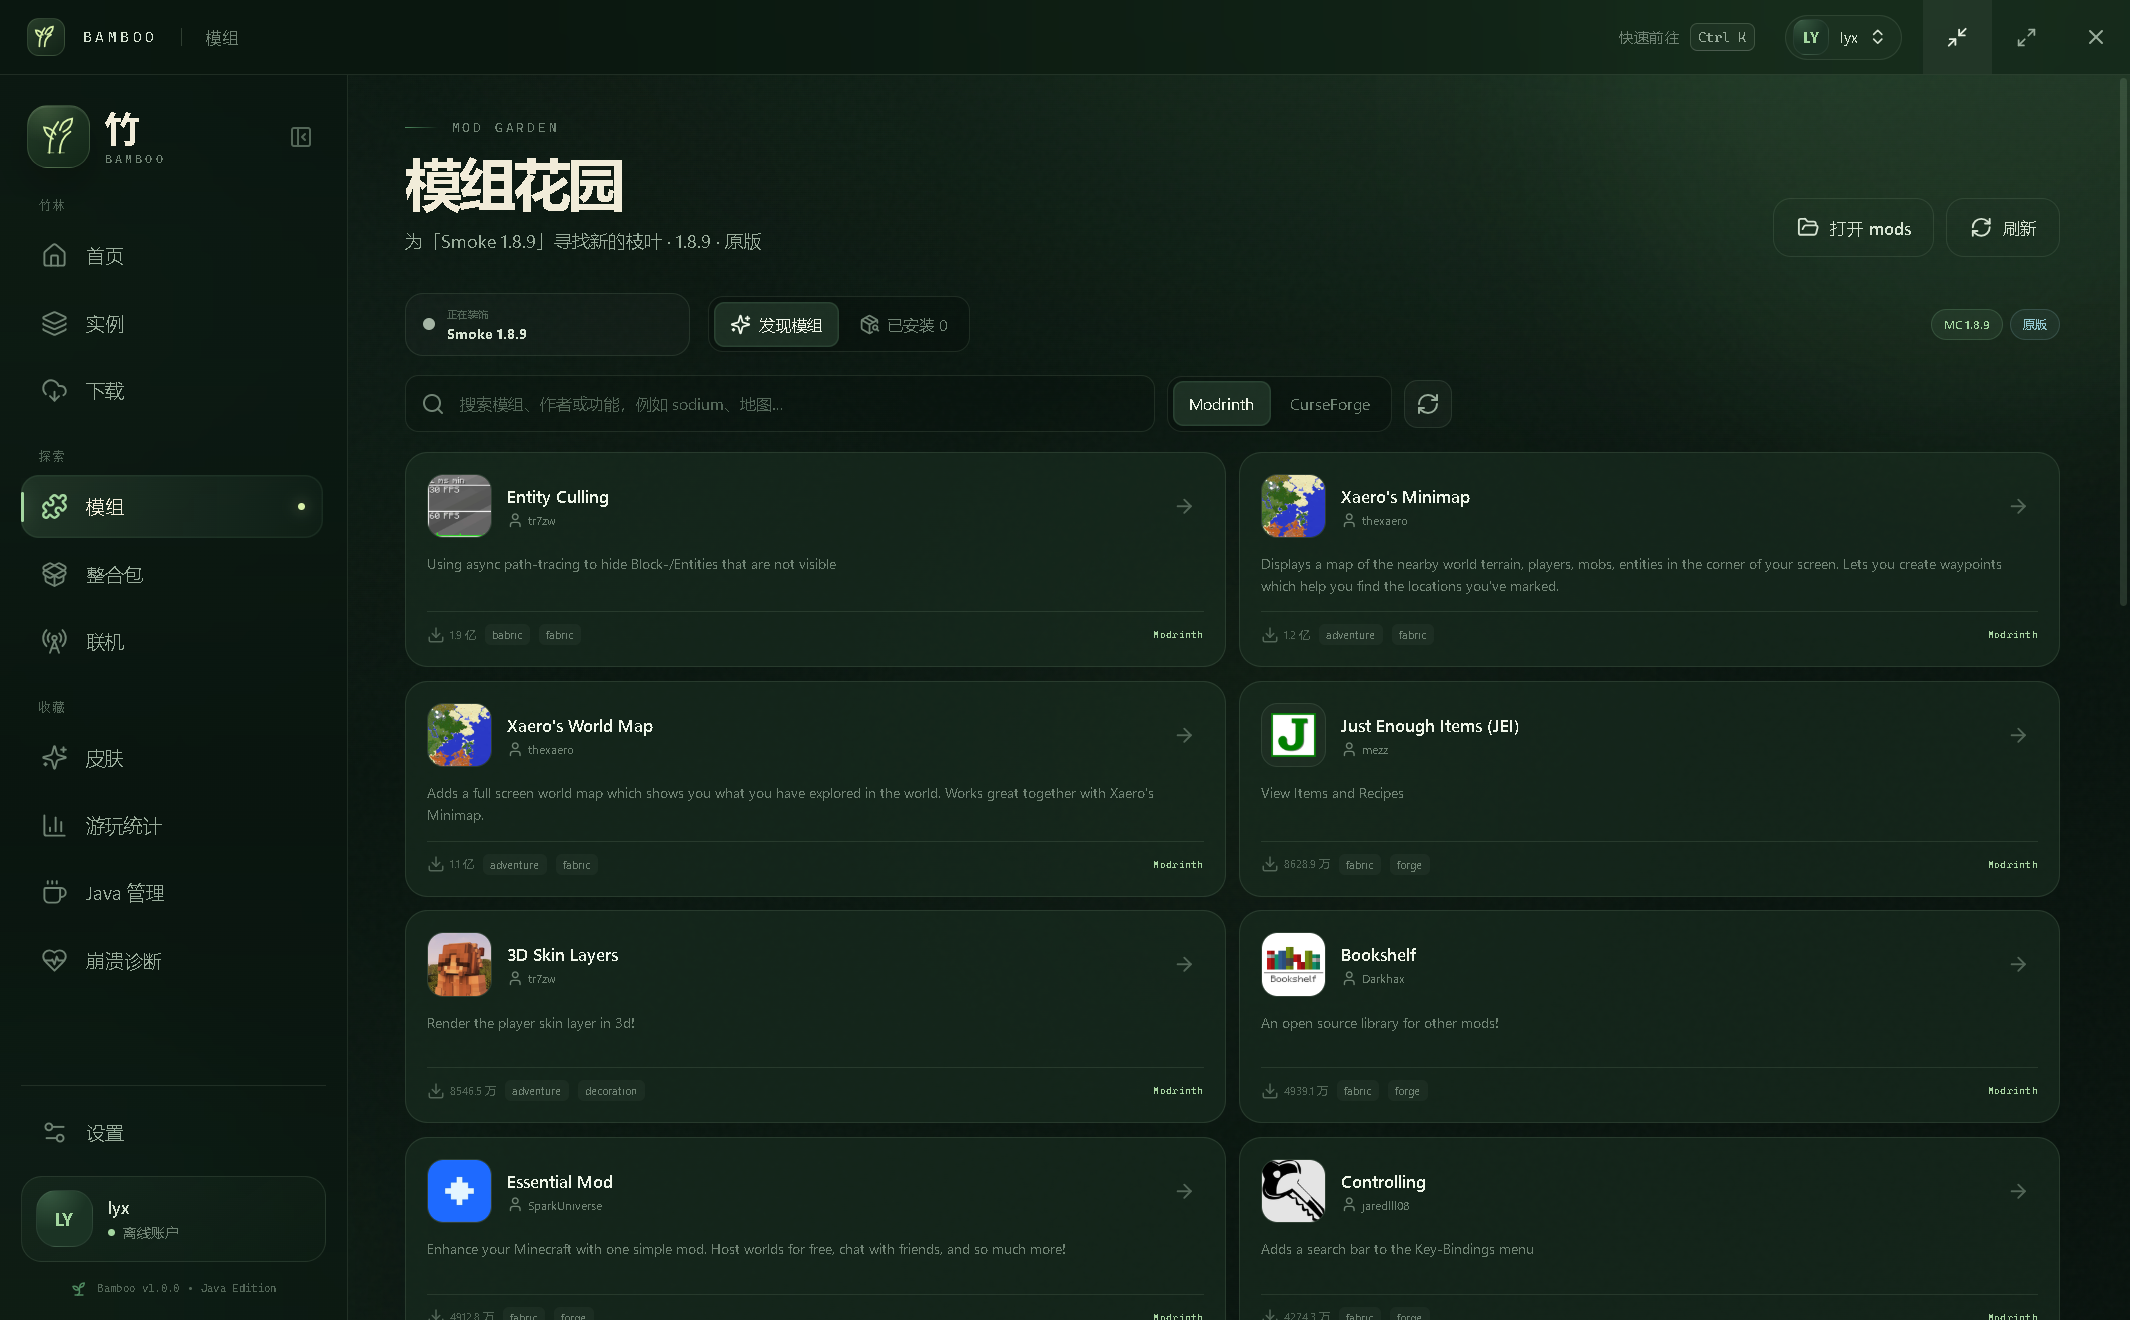 BAMBOO
模组
快速前往 Ctrl K
LY lyx
竹
BAMBOO
竹林
首页
实例
下载
探索
模组
整合包
联机
收藏
皮肤
游玩统计
Java 管理
崩溃诊断
设置
LY
lyx
离线账户
Bamboo v1.0.0 • Java Edition
MOD GARDEN
模组花园
为「Smoke 1.8.9」寻找新的枝叶 · 1.8.9 · 原版
打开 mods
刷新
正在装饰
Smoke 1.8.9
发现模组
已安装 0
MC 1.8.9
原版
搜索模组、作者或功能，例如 sodium、地图...
Modrinth
CurseForge
Entity Culling
tr7zw
Using async path-tracing to hide Block-/Entities that are not visible
1.9 亿 babric fabric Modrinth
Xaero's Minimap
thexaero
Displays a map of the nearby world terrain, players, mobs, entities in the corner of your screen. Lets you create waypoints
which help you find the locations you've marked.
1.2 亿 adventure fabric Modrinth
Xaero's World Map
thexaero
Adds a full screen world map which shows you what you have explored in the world. Works great together with Xaero's
Minimap.
1.1 亿 adventure fabric Modrinth
Just Enough Items (JEI)
mezz
View Items and Recipes
8628.9 万 fabric forge Modrinth
3D Skin Layers
tr7zw
Render the player skin layer in 3d!
8546.5 万 adventure decoration Modrinth
Bookshelf
Bookshelf
Darkhax
An open source library for other mods!
4939.1 万 fabric forge Modrinth
Essential Mod
SparkUniverse
Enhance your Minecraft with one simple mod. Host worlds for free, chat with friends, and so much more!
4912.8 万 fabric forge Modrinth
Controlling
jaredlll08
Adds a search bar to the Key-Bindings menu
4274.3 万 fabric forge Modrinth